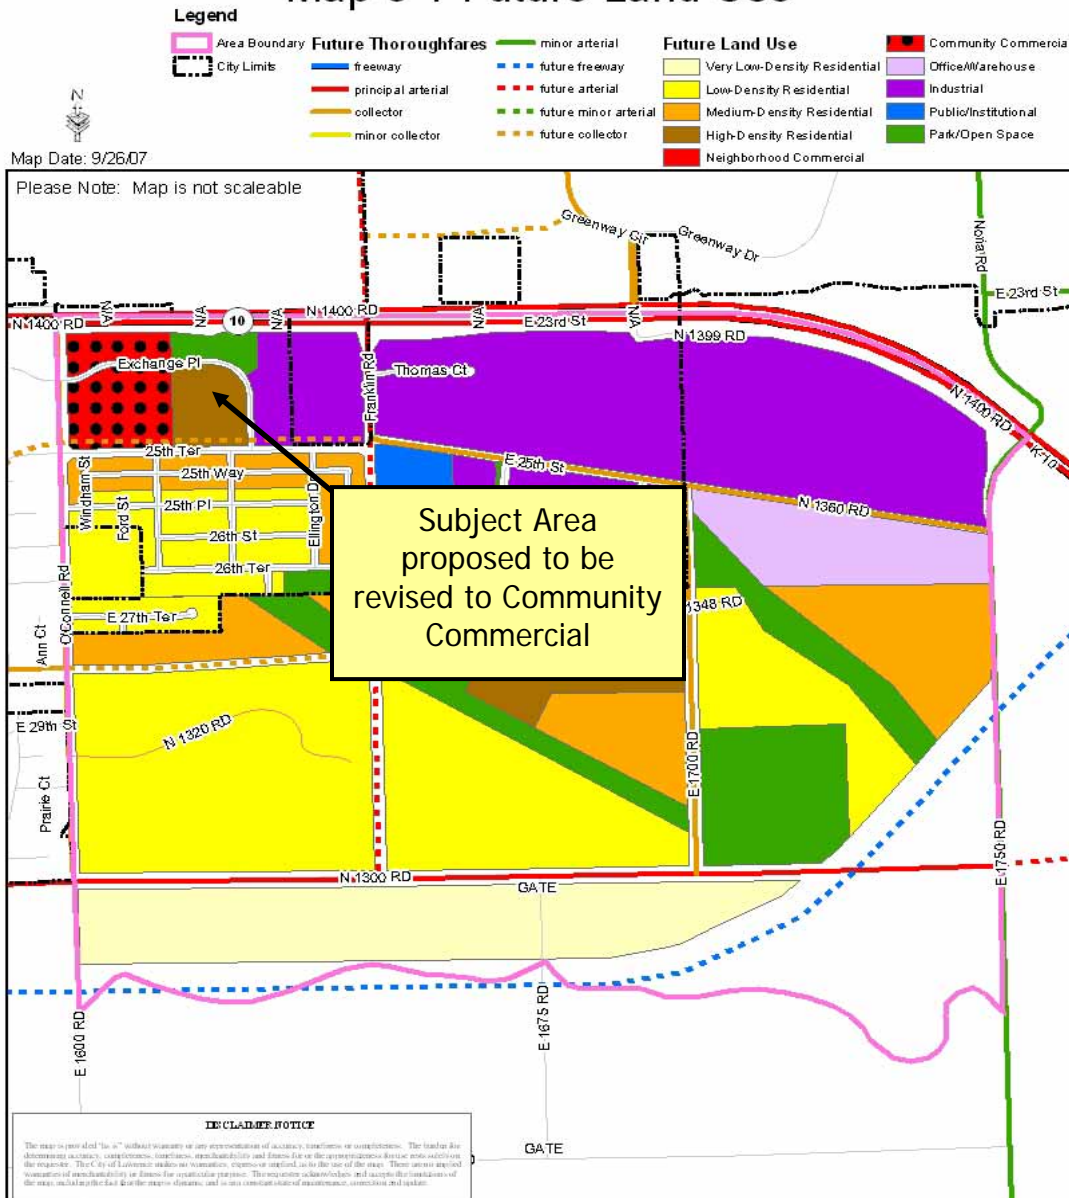 Legend
Area Boundary
City Limits
Future Thoroughfares
freeway
principal arterial
collector
minor collector
minor arterial
future freeway
future arterial
future minor arterial
future collector
Future Land Use
Very Low-Density Residential
Low-Density Residential
Medium-Density Residential
High-Density Residential
Neighborhood Commercial
Community Commercial
Office/Warehouse
Industrial
Public/Institutional
Park/Open Space
N
Map Date: 9/26/07
Please Note: Map is not scaleable
Greenway Cir
Greenway Dr
Noria Rd
E 23rd St
N 1400 RD
N/A
N/A
10
N/A
N 1400 RD
N/A
E 23rd St
N/A
N 1399 RD
Exchange Pl
Franklin Rd
Thomas Ct
N 1400 RD
K-10
25th Ter
25th Way
Windham St
Ford St
25th Pl
Ellington D
26th St
26th Ter
E 25th St
N 1360 RD
Subject Area
proposed to be
revised to Community
Commercial
1348 RD
O'Connell Rd
E 27th Ter
Ann Ct
E 29th St
N 1320 RD
Prairie Ct
E 1700 RD
E 1750 RD
N 1300 RD
GATE
E 1600 RD
E 1675 RD
GATE
DISCLAIMER NOTICE